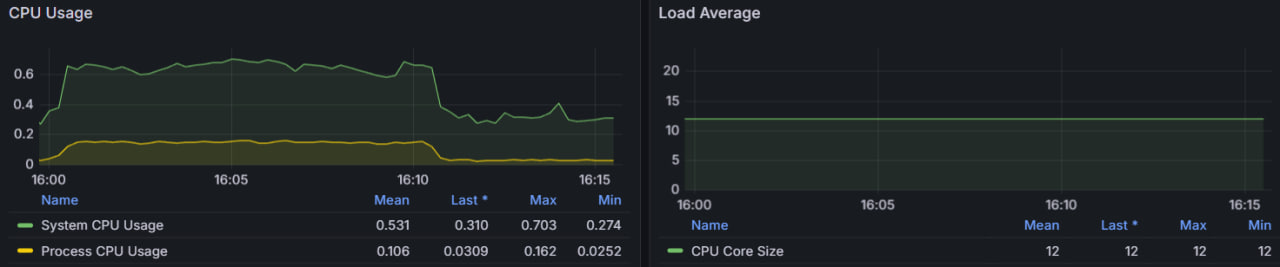 CPU Usage
0.6
0.4
0.2
0
16:00 16:05 16:10 16:15
Name Mean Last * Max Min
System CPU Usage 0.531 0.310 0.703 0.274
Process CPU Usage 0.106 0.0309 0.162 0.0252
Load Average
20
15
10
5
0
16:00 16:05 16:10 16:15
Name Mean Last * Max Min
CPU Core Size 12 12 12 12